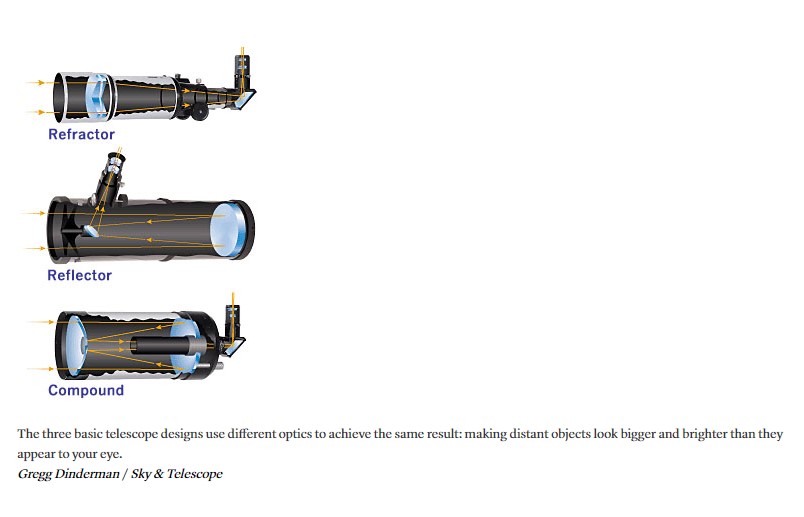 Refractor
Reflector
Compound
The three basic telescope designs use different optics to achieve the same result: making distant objects look bigger and brighter than they
appear to your eye.
Gregg Dinderman / Sky & Telescope